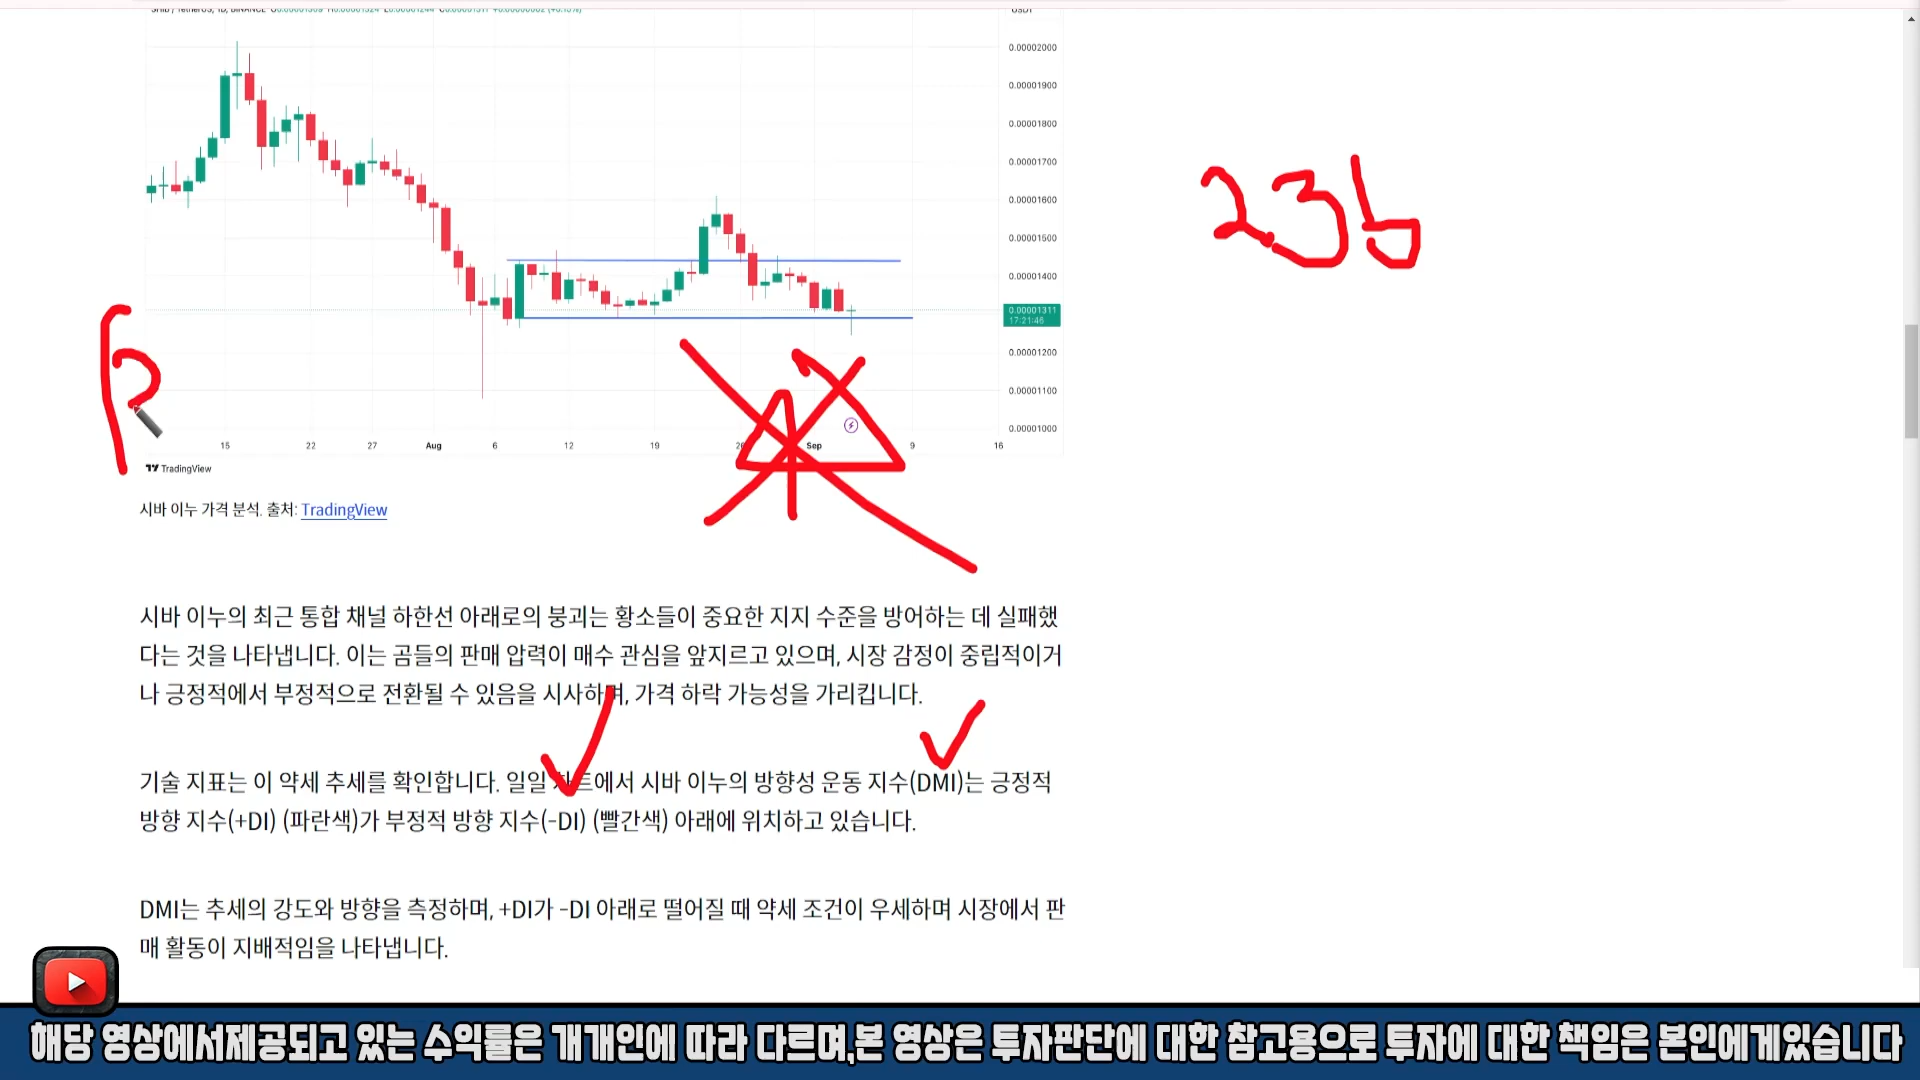 SHIB / TetherUS, 1D, BINANCE O0.00001309 H0.00001324 L0.00001244 C0.00001311 +0.00000002 (+0.15%)
USDT
0.00002000
0.00001900
0.00001800
0.00001700
0.00001600
0.00001500
0.00001400
0.00001311
17:21:46
0.00001200
0.00001100
0.00001000
2.36
15 22 27 Aug 6 12 19 26 Sep 9 16
TradingView
시바 이누 가격 분석. 출처: TradingView
시바 이누의 최근 통합 채널 하한선 아래로의 붕괴는 황소들이 중요한 지지 수준을 방어하는 데 실패했
다는 것을 나타냅니다. 이는 곰들의 판매 압력이 매수 관심을 앞지르고 있으며, 시장 감정이 중립적이거
나 긍정적에서 부정적으로 전환될 수 있음을 시사하며, 가격 하락 가능성을 가리킵니다.
기술 지표는 이 약세 추세를 확인합니다. 일일 차트에서 시바 이누의 방향성 운동 지수(DMI)는 긍정적
방향 지수(+DI) (파란색)가 부정적 방향 지수(-DI) (빨간색) 아래에 위치하고 있습니다.
DMI는 추세의 강도와 방향을 측정하며, +DI가 -DI 아래로 떨어질 때 약세 조건이 우세하며 시장에서 판
매 활동이 지배적임을 나타냅니다.
해당 영상에서제공되고 있는 수익률은 개개인에 따라 다르며,본 영상은 투자판단에 대한 참고용으로 투자에 대한 책임은 본인에게있습니다